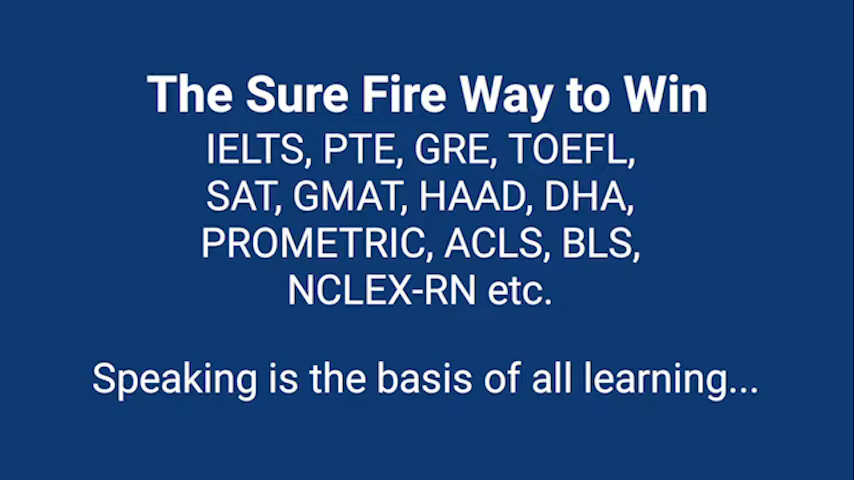 The Sure Fire Way to Win
IELTS, PTE, GRE, TOEFL,
SAT, GMAT, HAAD, DHA,
PROMETRIC, ACLS, BLS,
NCLEX-RN etc.
Speaking is the basis of all learning...